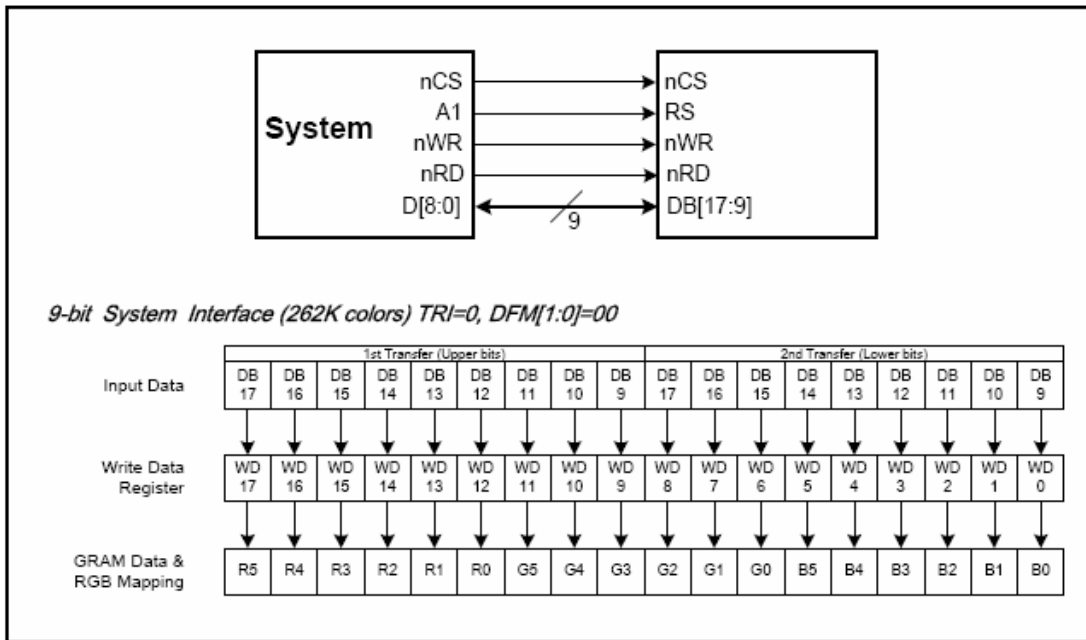 nCS nCS
A1 RS
System
nWR nWR
nRD nRD
D[8:0] 9 DB[17:9]
9-bit System Interface (262K colors) TRI=0, DFM[1:0]=00
1st Transfer (Upper bits) 2nd Transfer (Lower bits)
Input Data
DB DB DB DB DB DB DB DB DB DB DB DB DB DB DB DB DB DB
17 16 15 14 13 12 11 10 9 17 16 15 14 13 12 11 10 9
Write Data
Register
WD WD WD WD WD WD WD WD WD WD WD WD WD WD WD WD WD WD
17 16 15 14 13 12 11 10 9 8 7 6 5 4 3 2 1 0
GRAM Data &
RGB Mapping
R5 R4 R3 R2 R1 R0 G5 G4 G3 G2 G1 G0 B5 B4 B3 B2 B1 B0